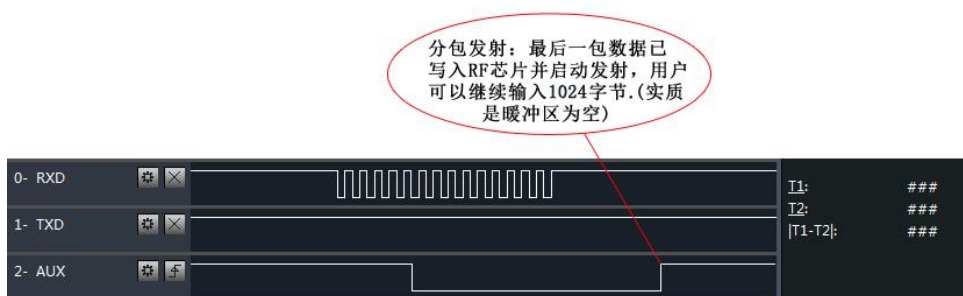 分包发射：最后一包数据已
写入RF芯片并启动发射，用户
可以继续输入1024字节.(实质
是暖冲区为空)
0- RXD
T1: ###
T2: ###
1- TXD
|T1-T2|: ###
2- AUX